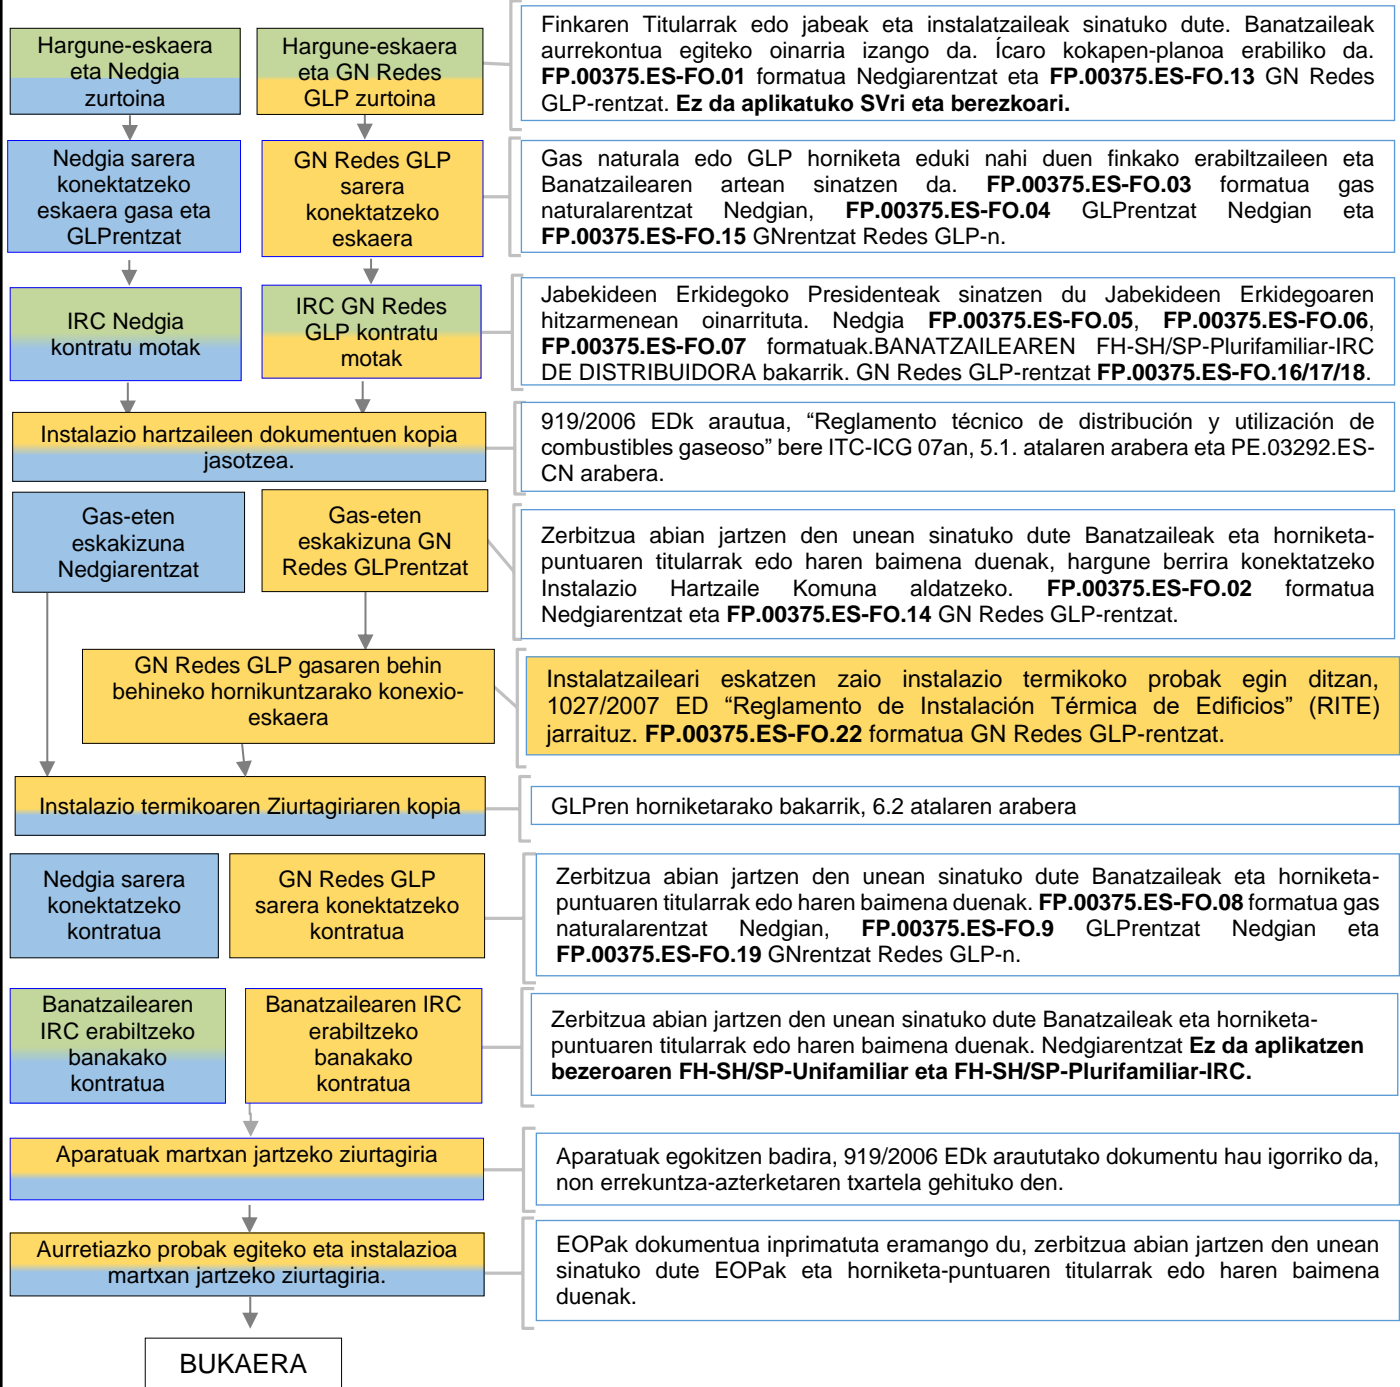 Hargune-eskaera
eta Nedgia
zurtoina
Hargune-eskaera
eta GN Redes
GLP zurtoina
Finkaren Titularrak edo jabeak eta instalatzaileak sinatuko dute. Banatzaileak
aurrekontua egiteko oinarria izango da. Ícaro kokapen-planoa erabiliko da.
FP.00375.ES-FO.01 formatua Nedgiarentzat eta FP.00375.ES-FO.13 GN Redes
GLP-rentzat. Ez da aplikatuko SVri eta berezkoari.
Nedgia sarera
konektatzeko
eskaera gasa eta
GLPrentzat
GN Redes GLP
sarera
konektatzeko
eskaera
Gas naturala edo GLP horniketa eduki nahi duen finkako erabiltzaileen eta
Banatzailearen artean sinatzen da. FP.00375.ES-FO.03 formatua gas
naturalarentzat Nedgian, FP.00375.ES-FO.04 GLPrentzat Nedgian eta
FP.00375.ES-FO.15 GNrentzat Redes GLP-n.
IRC Nedgia
kontratu motak
IRC GN Redes
GLP kontratu
motak
Jabekideen Erkidegoko Presidenteak sinatzen du Jabekideen Erkidegoaren
hitzarmenean oinarrituta. Nedgia FP.00375.ES-FO.05, FP.00375.ES-FO.06,
FP.00375.ES-FO.07 formatuak.BANATZAILEAREN FH-SH/SP-Plurifamiliar-IRC
DE DISTRIBUIDORA bakarrik. GN Redes GLP-rentzat FP.00375.ES-FO.16/17/18.
Instalazio hartzaileen dokumentuen kopia
jasotzea.
919/2006 EDk arautua, “Reglamento técnico de distribución y utilización de
combustibles gaseoso” bere ITC-ICG 07an, 5.1. atalaren arabera eta PE.03292.ES-
CN arabera.
Gas-eten
eskakizuna
Nedgiarentzat
Gas-eten
eskakizuna GN
Redes GLPrentzat
Zerbitzua abian jartzen den unean sinatuko dute Banatzaileak eta horniketa-
puntuaren titularrak edo haren baimena duenak, hargune berrira konektatzeko
Instalazio Hartzaile Komuna aldatzeko. FP.00375.ES-FO.02 formatua
Nedgiarentzat eta FP.00375.ES-FO.14 GN Redes GLP-rentzat.
GN Redes GLP gasaren behin
behineko hornikuntzarako konexio-
eskaera
Instalatzaileari eskatzen zaio instalazio termikoko probak egin ditzan,
1027/2007 ED “Reglamento de Instalación Térmica de Edificios” (RITE)
jarraituz. FP.00375.ES-FO.22 formatua GN Redes GLP-rentzat.
Instalazio termikoaren Ziurtagiriaren kopia
GLPren horniketarako bakarrik, 6.2 atalaren arabera
Nedgia sarera
konektatzeko
kontratua
GN Redes GLP
sarera konektatzeko
kontratua
Zerbitzua abian jartzen den unean sinatuko dute Banatzaileak eta horniketa-
puntuaren titularrak edo haren baimena duenak. FP.00375.ES-FO.08 formatua gas
naturalarentzat Nedgian, FP.00375.ES-FO.9 GLPrentzat Nedgian eta
FP.00375.ES-FO.19 GNrentzat Redes GLP-n.
Banatzailearen
IRC erabiltzeko
banakako
kontratua
Banatzailearen IRC
erabiltzeko
banakako
kontratua
Zerbitzua abian jartzen den unean sinatuko dute Banatzaileak eta horniketa-
puntuaren titularrak edo haren baimena duenak. Nedgiarentzat Ez da aplikatzen
bezeroaren FH-SH/SP-Unifamiliar eta FH-SH/SP-Plurifamiliar-IRC.
Aparatuak martxan jartzeko ziurtagiria
Aparatuak egokitzen badira, 919/2006 EDk araututako dokumentu hau igorriko da,
non errekuntza-azterketaren txartela gehituko den.
Aurretiazko probak egiteko eta instalazioa
martxan jartzeko ziurtagiria.
EOPak dokumentua inprimatuta eramango du, zerbitzua abian jartzen den unean
sinatuko dute EOPak eta horniketa-puntuaren titularrak edo haren baimena
duenak.
BUKAERA